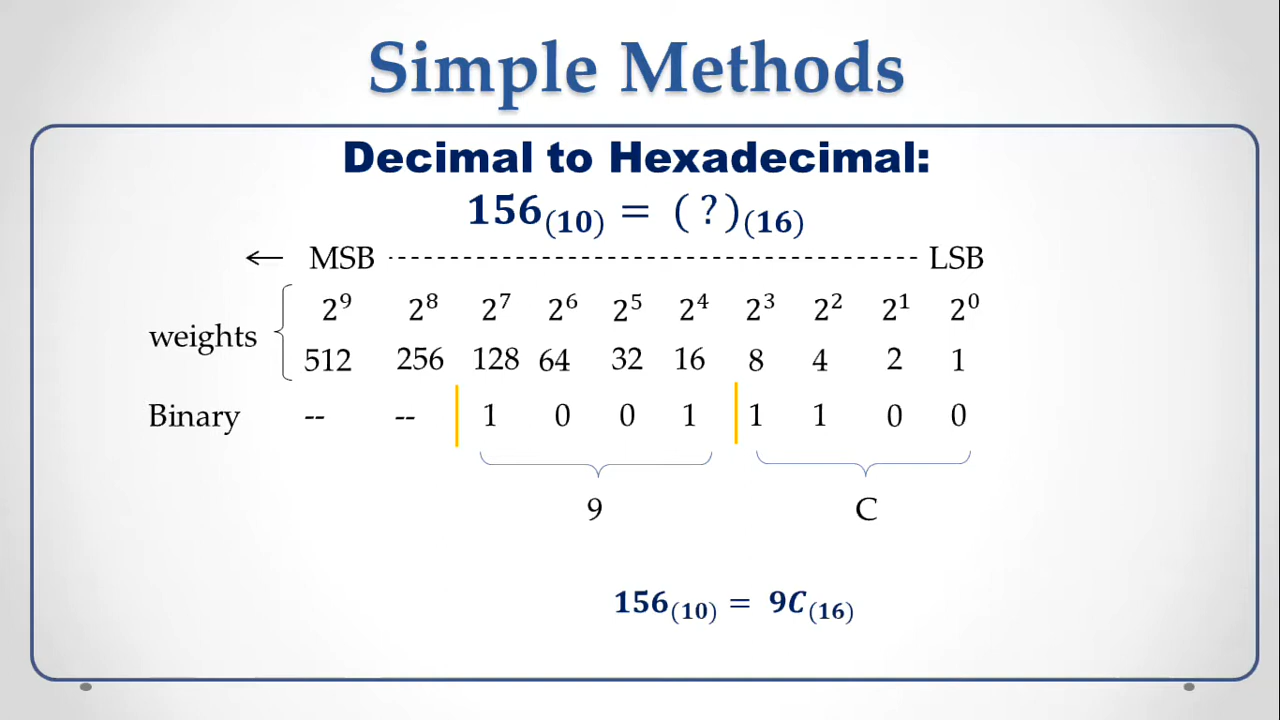 Simple Methods
Decimal to Hexadecimal:
156₍₁₀₎ = (?)₍₁₆₎
← MSB ---------------------------------------- LSB
2⁹ 2⁸ 2⁷ 2⁶ 2⁵ 2⁴ 2³ 2² 2¹ 2⁰
weights
512 256 128 64 32 16 8 4 2 1
Binary -- -- 1 0 0 1 1 1 0 0
9 C
156₍₁₀₎ = 9C₍₁₆₎